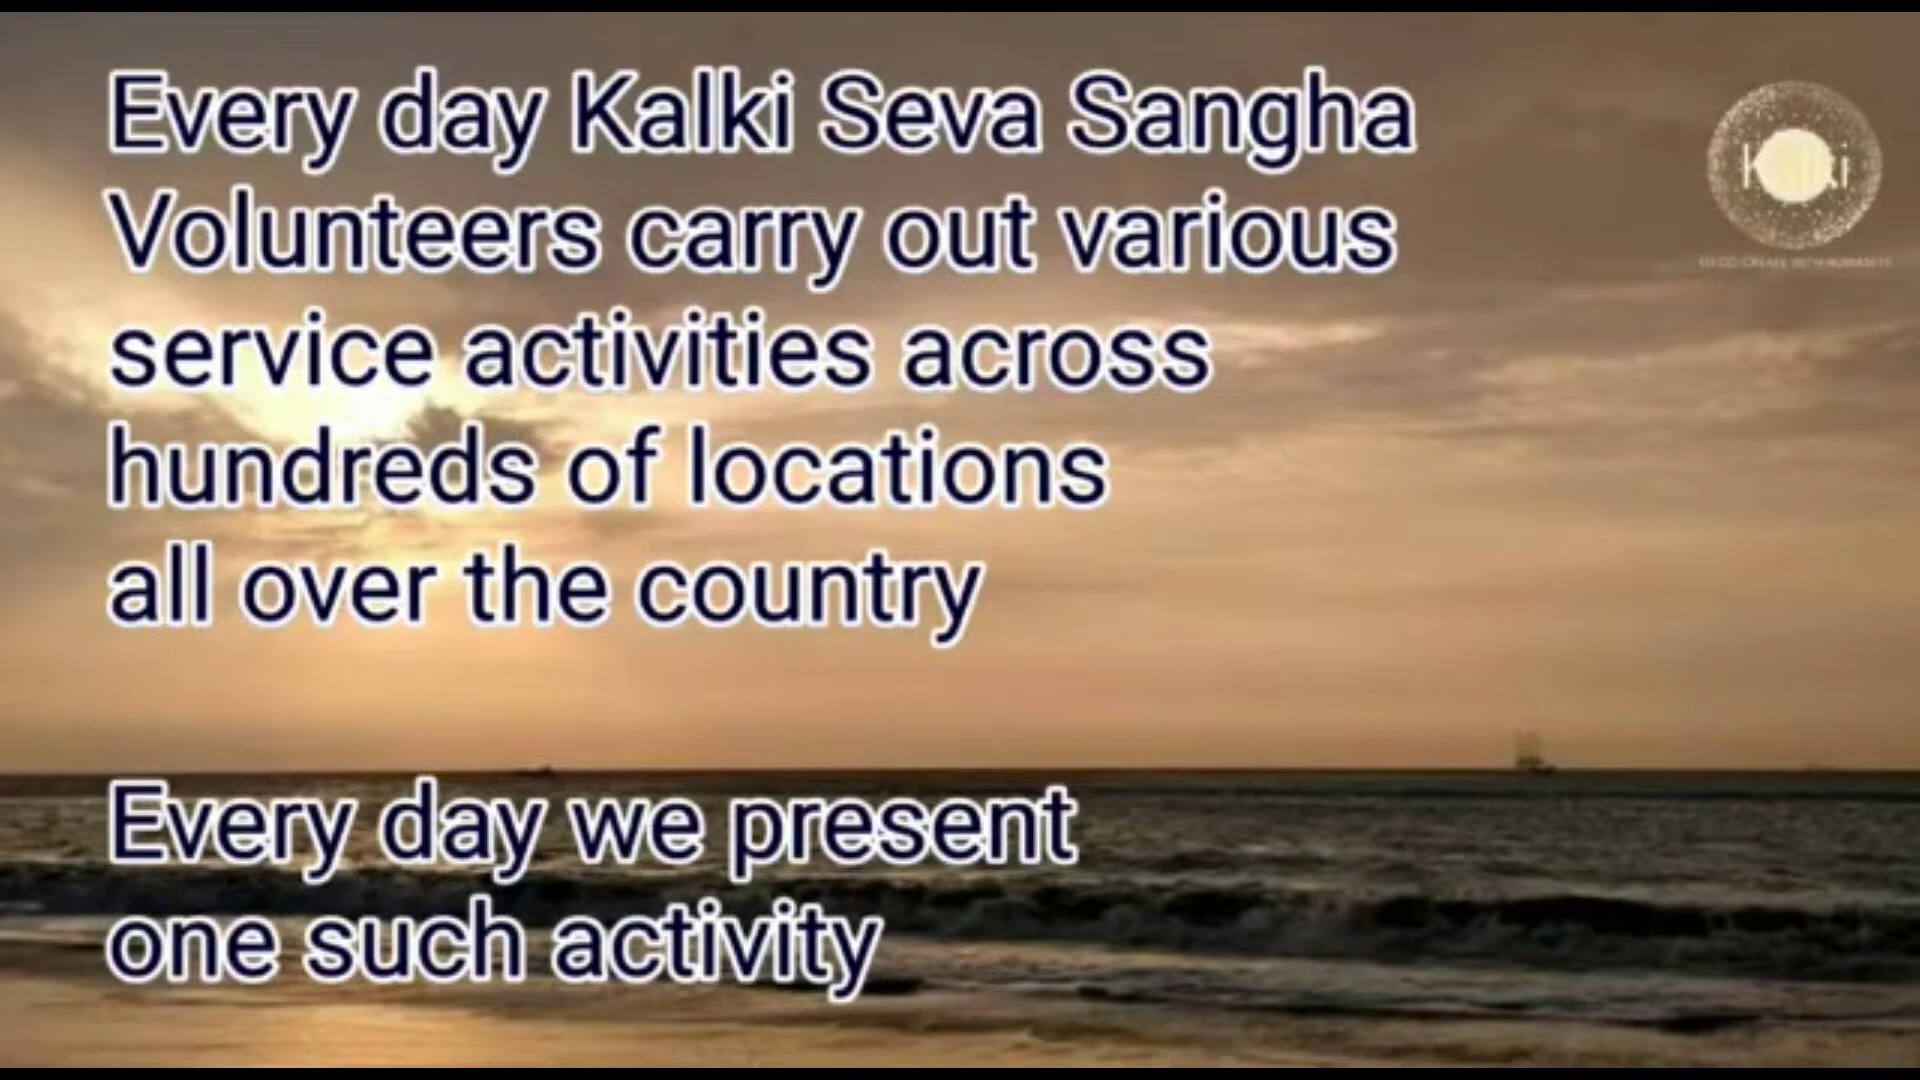 Every day Kalki Seva Sangha
Volunteers carry out various
service activities across
hundreds of locations
all over the country
Every day we present
one such activity
Kalki